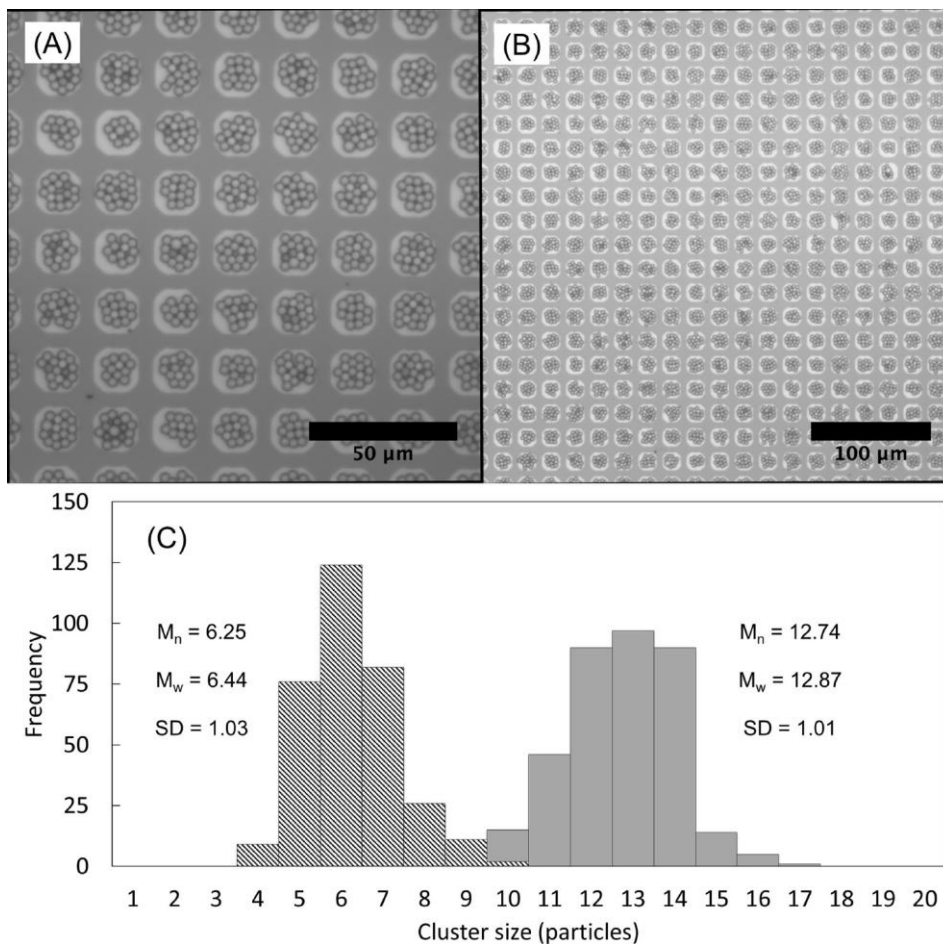 (A)
(B)
50 µm
100 µm
(C)
150
125
100
75
50
25
0
Frequency
Mn = 6.25
Mw = 6.44
SD = 1.03
Mn = 12.74
Mw = 12.87
SD = 1.01
1 2 3 4 5 6 7 8 9 10 11 12 13 14 15 16 17 18 19 20
Cluster size (particles)